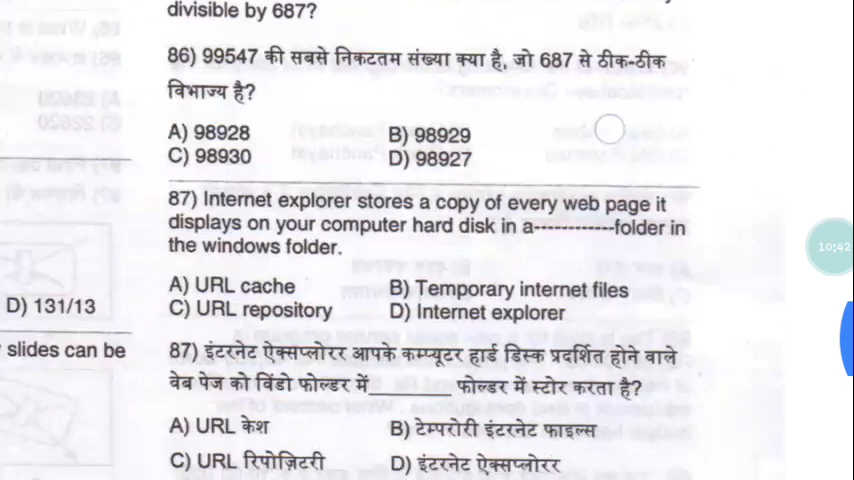 divisible by 687?
86) 99547 की सबसे निकटतम संख्या क्या है, जो 687 से ठीक-ठीक
विभाज्य है?
A) 98928 B) 98929
C) 98930 D) 98927
87) Internet explorer stores a copy of every web page it
displays on your computer hard disk in a------------folder in
the windows folder.
A) URL cache B) Temporary internet files
C) URL repository D) Internet explorer
87) इंटरनेट ऐक्सप्लोरर आपके कम्प्यूटर हार्ड डिस्क प्रदर्शित होने वाले
वेब पेज को विंडो फोल्डर में________ फोल्डर में स्टोर करता है?
A) URL केश B) टेम्परोरी इंटरनेट फाइल्स
C) URL रिपोज़िटरी D) इंटरनेट ऐक्सप्लोरर
D) 131/13
slides can be
10:42